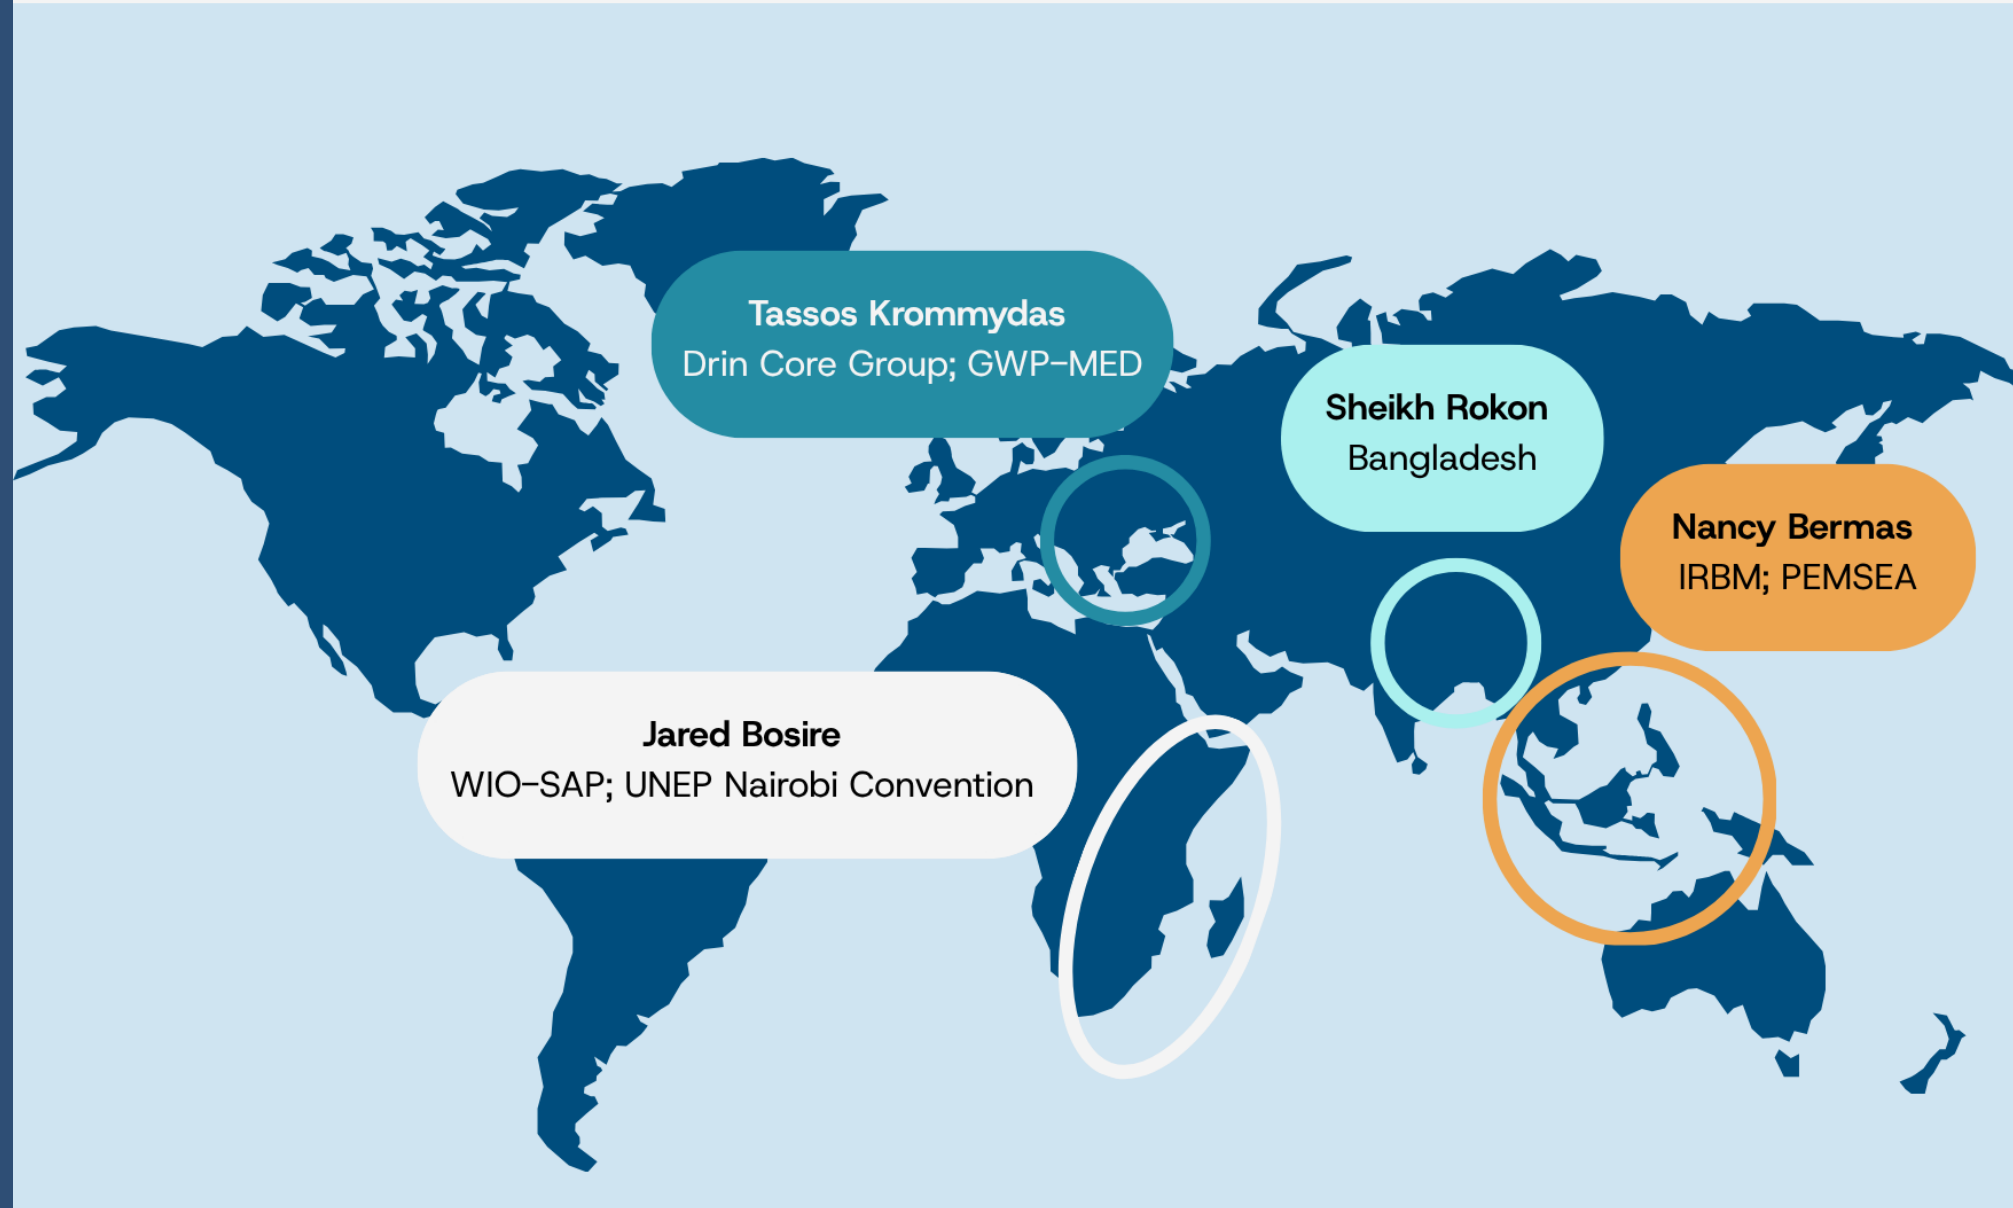 Tassos Krommydas
Drin Core Group; GWP-MED
Sheikh Rokon
Bangladesh
Nancy Bermas
IRBM; PEMSEA
Jared Bosire
WIO-SAP; UNEP Nairobi Convention